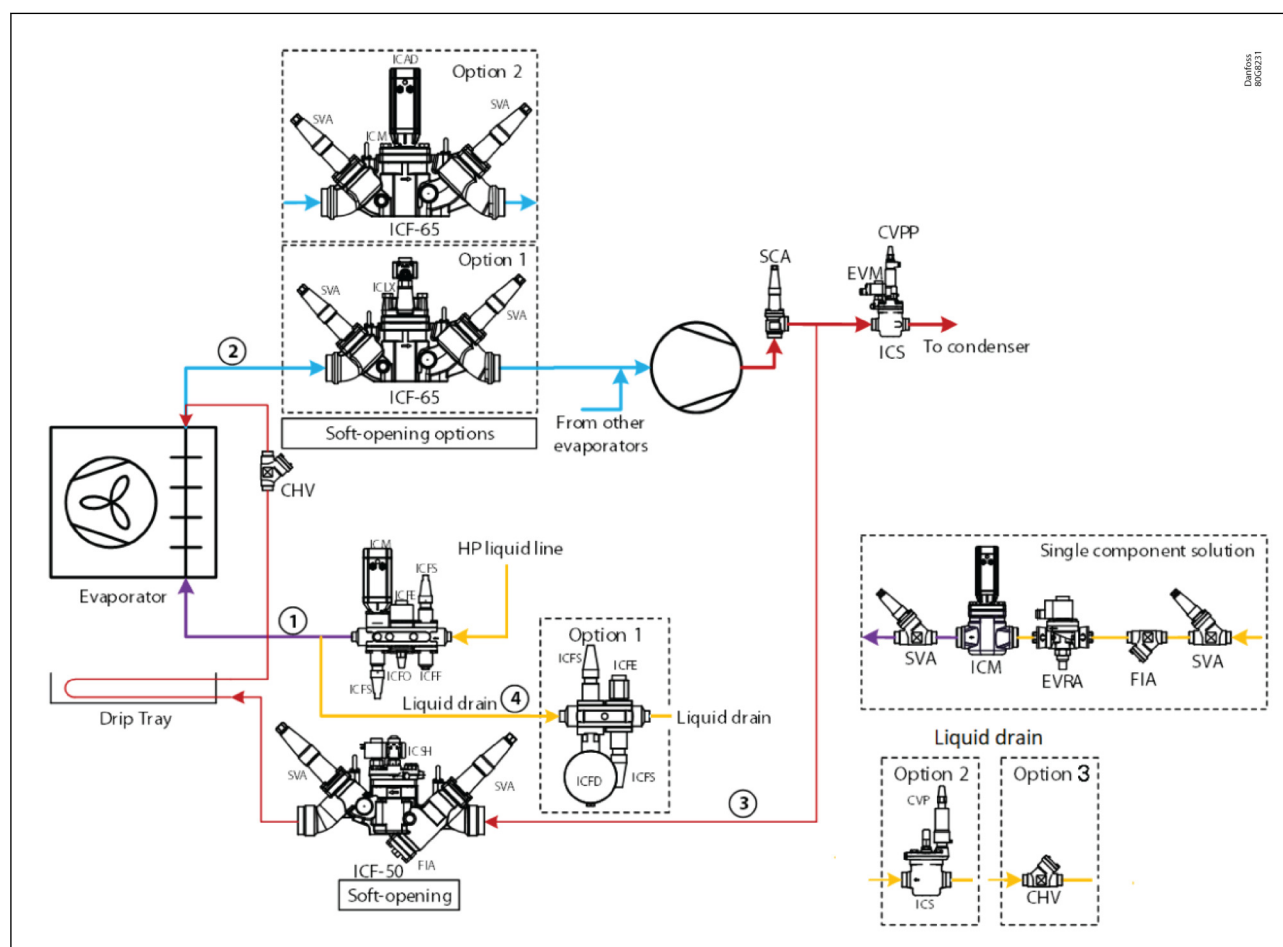 Danfoss
80G8231
ICAD
Option 2
SVA
SVA
ICM
ICF-65
Option 1
SVA
ICLX
SVA
ICF-65
Soft-opening options
2
SCA
CVPP
EVM
ICS
To condenser
From other
evaporators
CHV
Evaporator
ICM
ICFS
ICFE
HP liquid line
1
ICFS
ICFO
ICFF
Drip Tray
Liquid drain
4
Option 1
ICFS
ICFE
Liquid drain
ICFD
ICFS
SVA
ICSH
SVA
FIA
ICF-50
Soft-opening
3
Single component solution
SVA
ICM
EVRA
FIA
SVA
Liquid drain
Option 2
CVP
ICS
Option 3
CHV